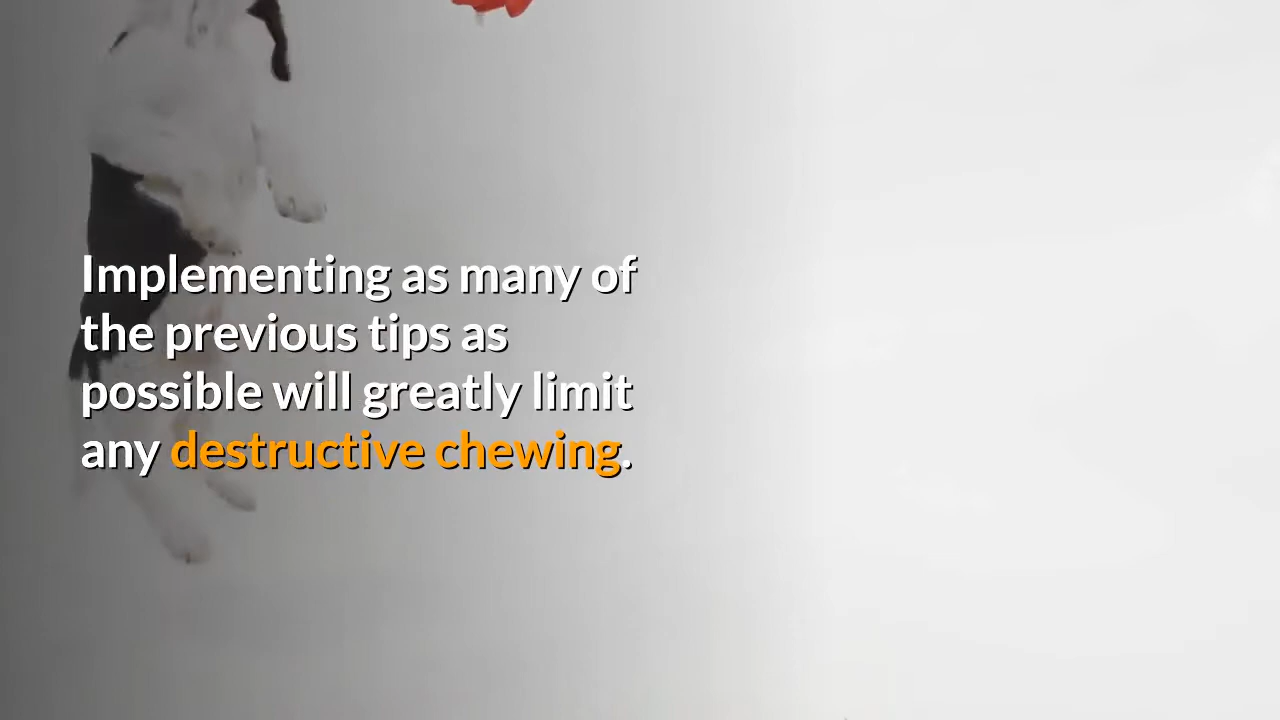 Implementing as many of
the previous tips as
possible will greatly limit
any destructive chewing.